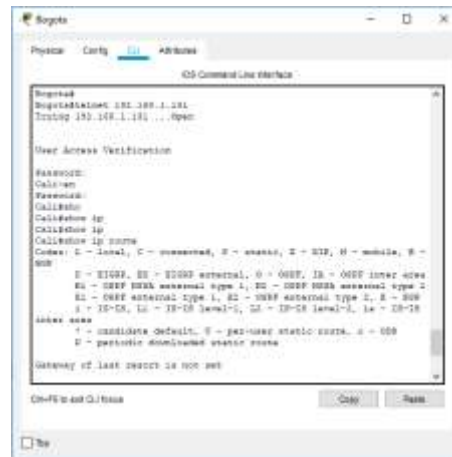 Bogota
Physical Config CLI Attributes
IOS Command Line Interface
Bogota#
Bogota#telnet 192.168.1.131
Trying 192.168.1.131 ...Open
User Access Verification
Password:
Cali>en
Password:
Cali#sho
Cali#show ip
Cali#show ip
Cali#show ip route
Codes: L - local, C - connected, S - static, R - RIP, M - mobile, B -
BGP
D - EIGRP, EX - EIGRP external, O - OSPF, IA - OSPF inter area
N1 - OSPF NSSA external type 1, N2 - OSPF NSSA external type 2
E1 - OSPF external type 1, E2 - OSPF external type 2, E - EGP
i - IS-IS, L1 - IS-IS level-1, L2 - IS-IS level-2, ia - IS-IS
inter area
* - candidate default, U - per-user static route, o - ODR
P - periodic downloaded static route
Gateway of last resort is not set
Ctrl+F6 to exit CLI focus
Copy Paste
Top